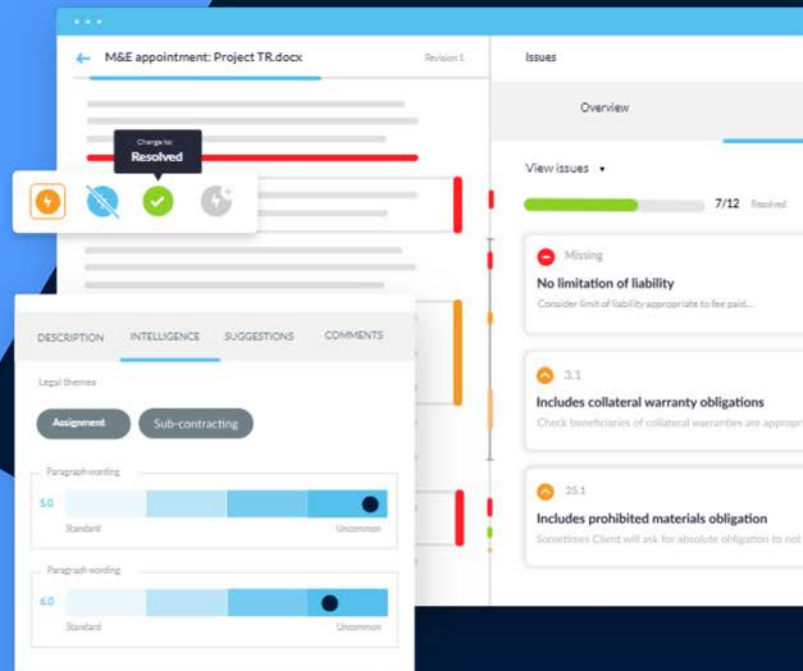 M&E appointment: Project TR.docx
Revision 1
Change to:
Resolved
DESCRIPTION
INTELLIGENCE
SUGGESTIONS
COMMENTS
Legal themes
Assignment
Sub-contracting
Paragraph wording
5.0
Standard
Uncommon
Paragraph wording
6.0
Standard
Uncommon
Issues
Overview
View issues
7/12 Resolved
Missing
No limitation of liability
Consider limit of liability appropriate to fee paid...
3.1
Includes collateral warranty obligations
Check beneficiaries of collateral warranties are appropri
25.1
Includes prohibited materials obligation
Sometimes Client will ask for absolute obligation to not